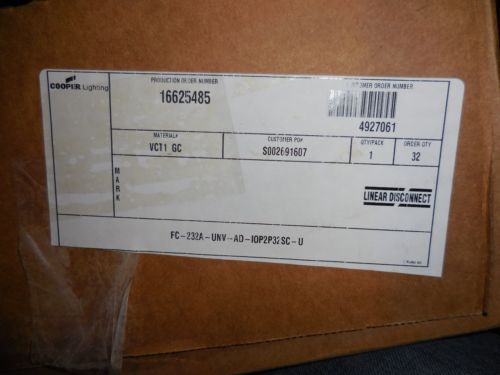 COOPER Lighting
PRODUCTION ORDER NUMBER
16625485
CUSTOMER ORDER NUMBER
4927061
MATERIAL#
VCT1 GC
CUSTOMER PO#
S002691607
QTY/PACK
1
ORDER QTY
32
MARK
LINEAR DISCONNECT
FC-232A-UNV-AD-IOP2P32SC-U